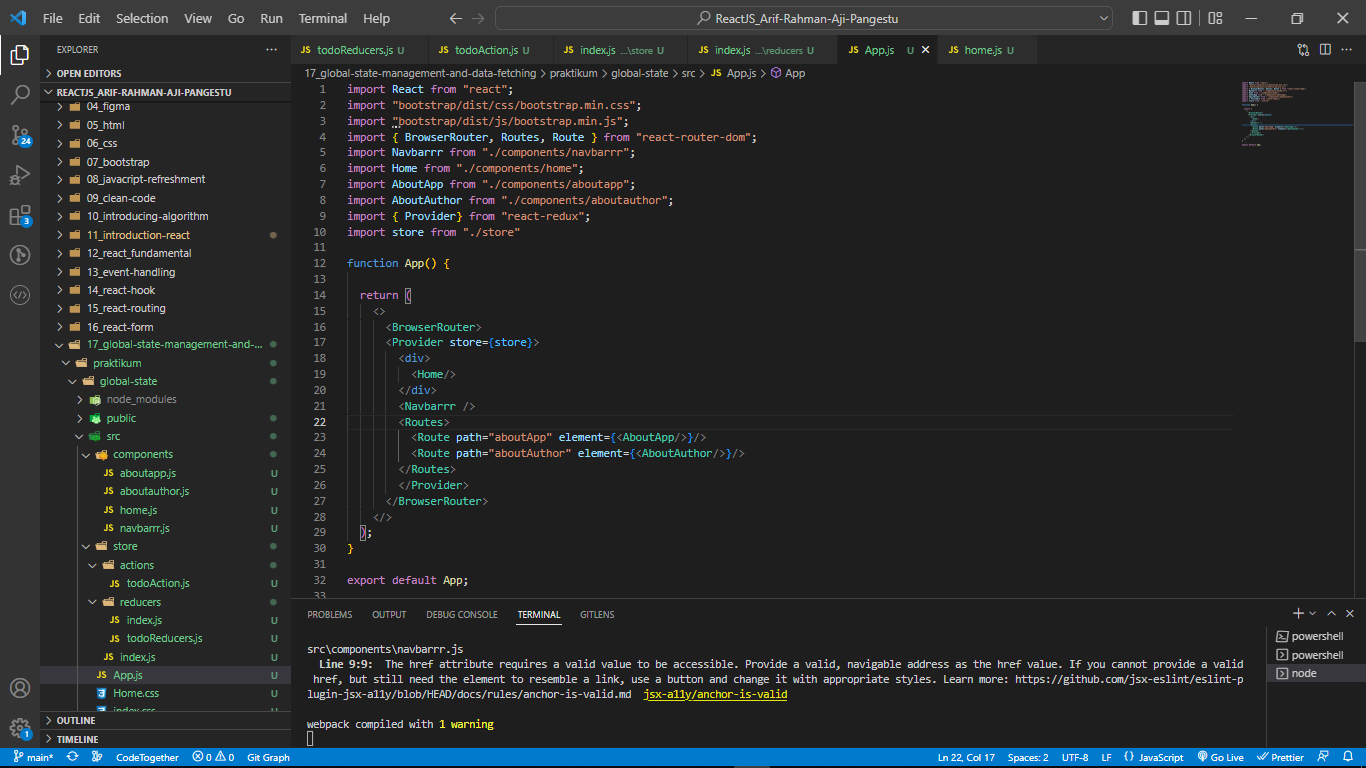 File Edit Selection View Go Run Terminal Help
ReactJS_Arif-Rahman-Aji-Pangestu
EXPLORER
OPEN EDITORS
REACTJS_ARIF-RAHMAN-AJI-PANGESTU
04_figma
05_html
06_css
07_bootstrap
08_javacript-refreshment
09_clean-code
10_introducing-algorithm
11_introduction-react
12_react_fundamental
13_event-handling
14_react-hook
15_react-routing
16_react-form
17_global-state-management-and-...
praktikum
global-state
node_modules
public
src
components
aboutapp.js U
aboutauthor.js U
home.js U
navbarrr.js U
store
actions
todoAction.js U
reducers
index.js U
todoReducers.js U
index.js U
App.js U
Home.css U
index.css U
OUTLINE
TIMELINE
24
3
1
JS todoReducers.js U JS todoAction.js U JS index.js ...\store U JS index.js ...\reducers U JS App.js U JS home.js U
17_global-state-management-and-data-fetching > praktikum > global-state > src > JS App.js > App
1 import React from "react";
2 import "bootstrap/dist/css/bootstrap.min.css";
3 import "bootstrap/dist/js/bootstrap.min.js";
4 import { BrowserRouter, Routes, Route } from "react-router-dom";
5 import Navbarrr from "./components/navbarrr";
6 import Home from "./components/home";
7 import AboutApp from "./components/aboutapp";
8 import AboutAuthor from "./components/aboutauthor";
9 import { Provider} from "react-redux";
10 import store from "./store"
11
12 function App() {
13
14 return (
15 <>
16 <BrowserRouter>
17 <Provider store={store}>
18 <div>
19 <Home/>
20 </div>
21 <Navbarrr />
22 <Routes>
23 <Route path="aboutApp" element={<AboutApp/>}/>
24 <Route path="aboutAuthor" element={<AboutAuthor/>}/>
25 </Routes>
26 </Provider>
27 </BrowserRouter>
28 </>
29 );
30 }
31
32 export default App;
33
PROBLEMS OUTPUT DEBUG CONSOLE TERMINAL GITLENS
src\components\navbarrr.js
Line 9:9: The href attribute requires a valid value to be accessible. Provide a valid, navigable address as the href value. If you cannot provide a valid
href, but still need the element to resemble a link, use a button and change it with appropriate styles. Learn more: https://github.com/jsx-eslint/eslint-p
lugin-jsx-a11y/blob/HEAD/docs/rules/anchor-is-valid.md jsx-a11y/anchor-is-valid
webpack compiled with 1 warning
powershell
powershell
node
main* CodeTogether 0 0 Git Graph Ln 22, Col 17 Spaces: 2 UTF-8 LF {} JavaScript Go Live Prettier